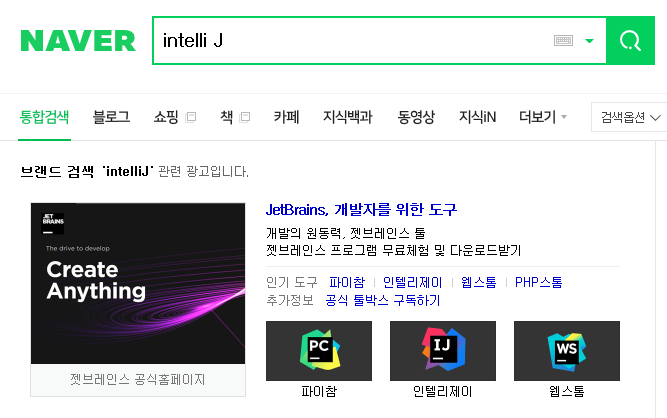 NAVER
intelli J
통합검색 블로그 쇼핑 책 카페 지식백과 동영상 지식iN 더보기 검색옵션
브랜드 검색 'intelliJ' 관련 광고입니다.
JET
BRAINS
The drive to develop
Create
Anything
젯브레인스 공식홈페이지
JetBrains, 개발자를 위한 도구
개발의 원동력, 젯브레인스 툴
젯브레인스 프로그램 무료체험 및 다운로드받기
인기 도구 파이참 인텔리제이 웹스톰 PHP스톰
추가정보 공식 툴박스 구독하기
PC
IJ
WS
파이참
인텔리제이
웹스톰